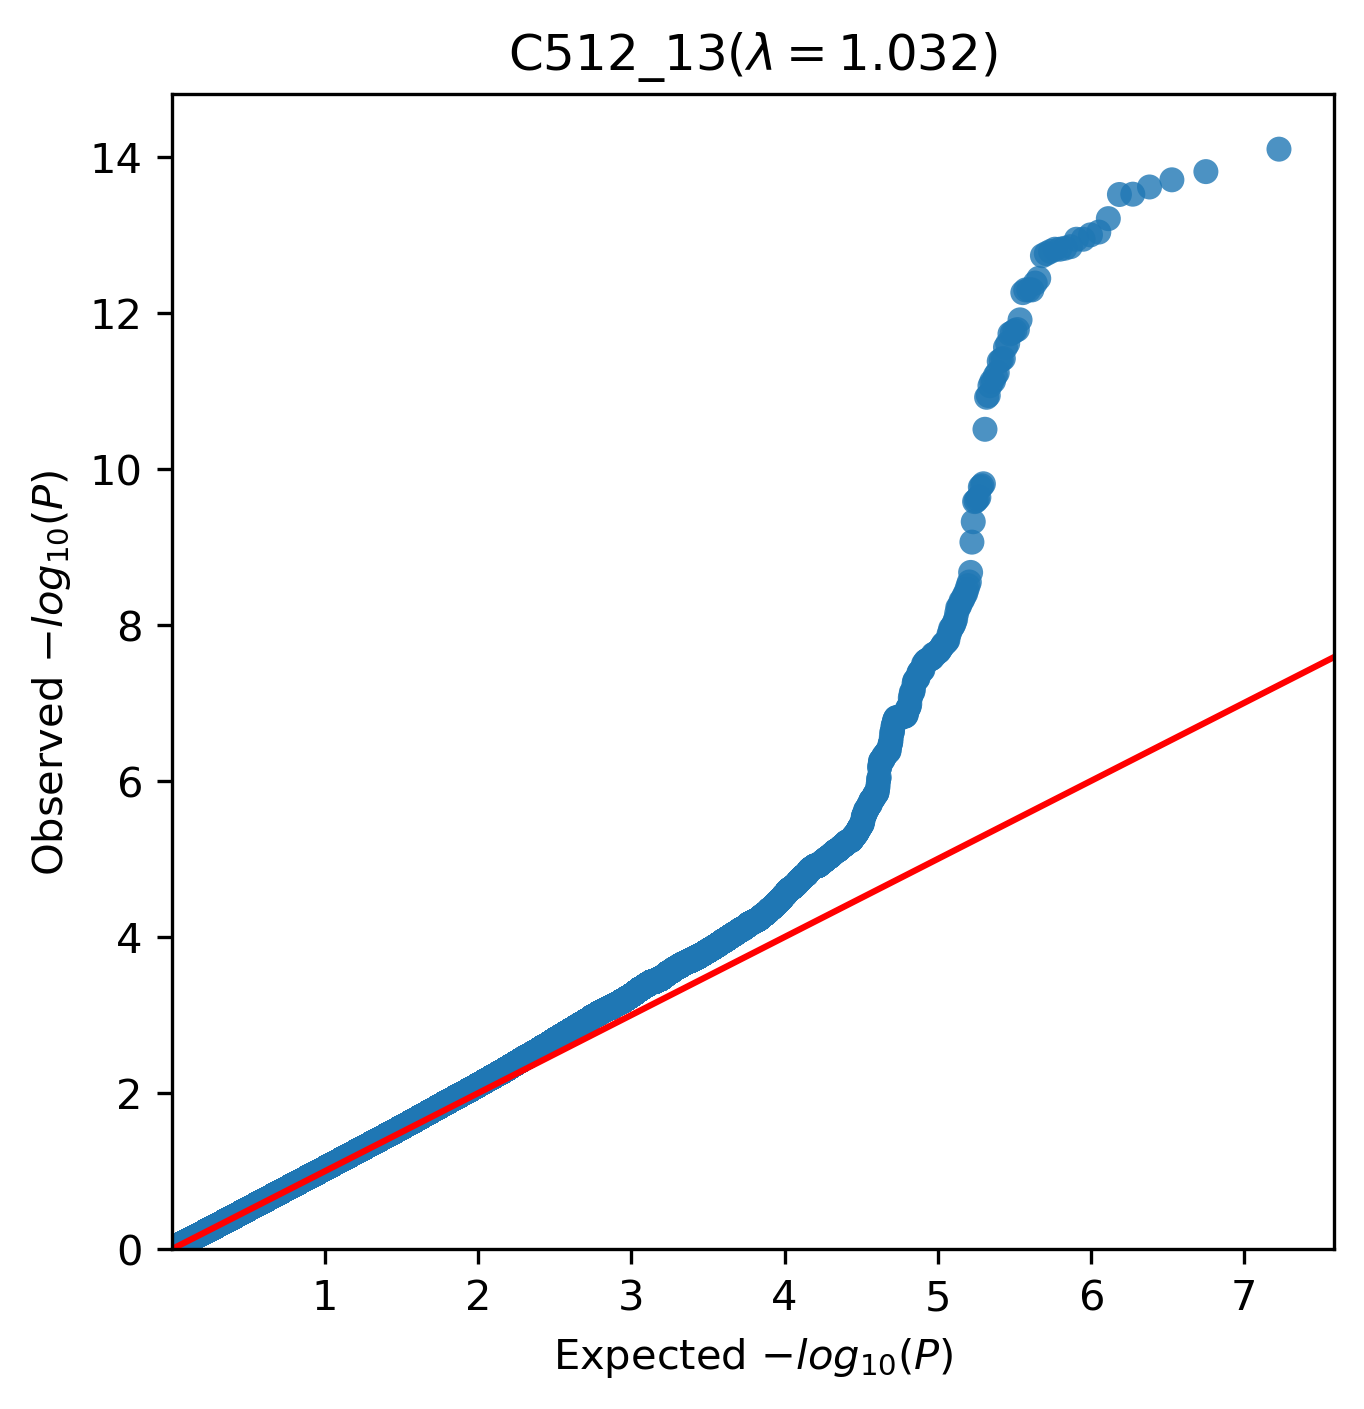 C512_13(λ = 1.032)
14
12
10
8
6
4
2
0
Observed −log₁₀(P)
1 2 3 4 5 6 7
Expected −log₁₀(P)